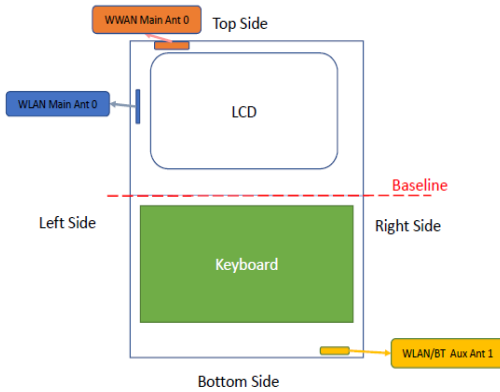 WWAN Main Ant 0
Top Side
WLAN Main Ant 0
LCD
Baseline
Left Side
Right Side
Keyboard
WLAN/BT Aux Ant 1
Bottom Side